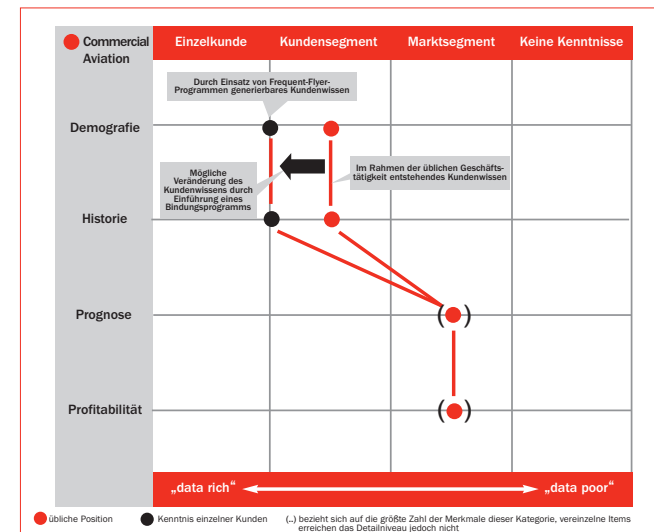 Commercial Aviation
Einzelkunde
Kundensegment
Marktsegment
Keine Kenntnisse
Durch Einsatz von Frequent-Flyer-
Programmen generierbares Kundenwissen
Demografie
Mögliche
Veränderung des
Kundenwissens durch
Einführung eines
Bindungsprogramms
Im Rahmen der üblichen Geschäfts-
tätigkeit entstehendes Kundenwissen
Historie
Prognose
( )
Profitabilität
( )
„data rich“
„data poor“
übliche Position
Kenntnis einzelner Kunden
(..) bezieht sich auf die größte Zahl der Merkmale dieser Kategorie, vereinzelne Items
erreichen das Detailniveau jedoch nicht